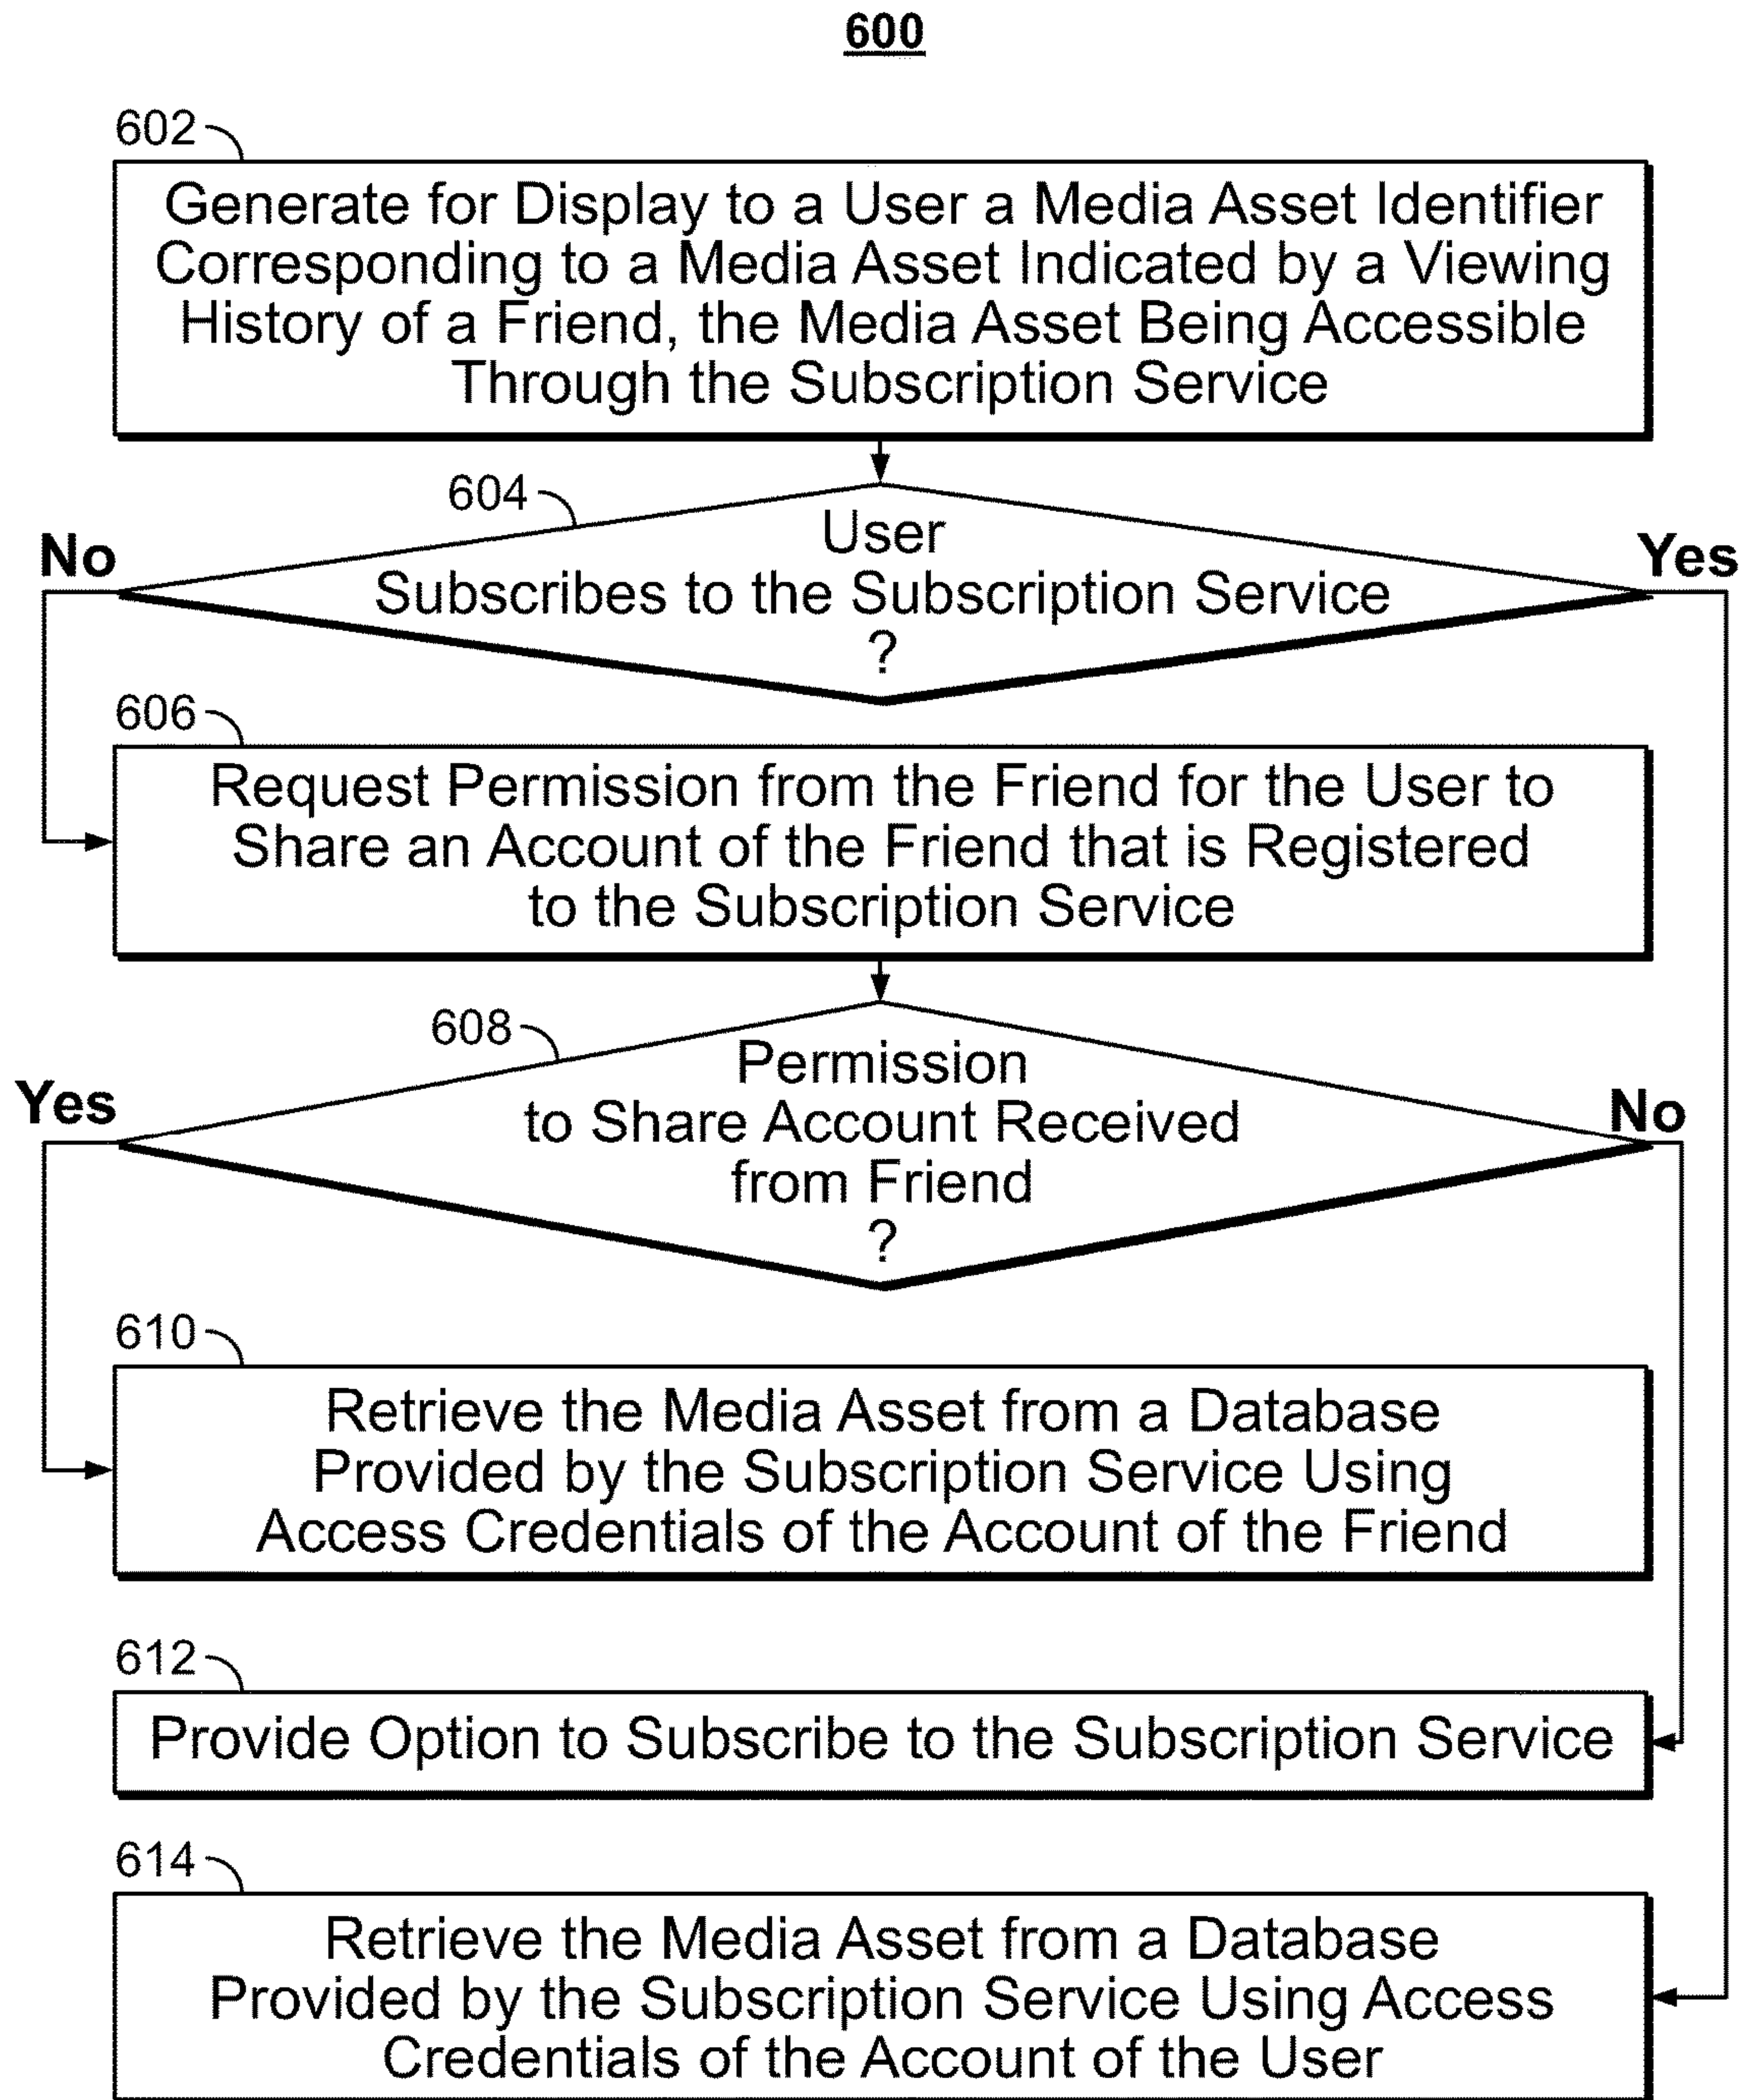 600
602
Generate for Display to a User a Media Asset Identifier
Corresponding to a Media Asset Indicated by a Viewing
History of a Friend, the Media Asset Being Accessible
Through the Subscription Service
604
User
No
Yes
Subscribes to the Subscription Service
?
606
Request Permission from the Friend for the User to
Share an Account of the Friend that is Registered
to the Subscription Service
608
Permission
Yes
No
to Share Account Received
from Friend
?
610
Retrieve the Media Asset from a Database
Provided by the Subscription Service Using
Access Credentials of the Account of the Friend
612
Provide Option to Subscribe to the Subscription Service
614
Retrieve the Media Asset from a Database
Provided by the Subscription Service Using Access
Credentials of the Account of the User